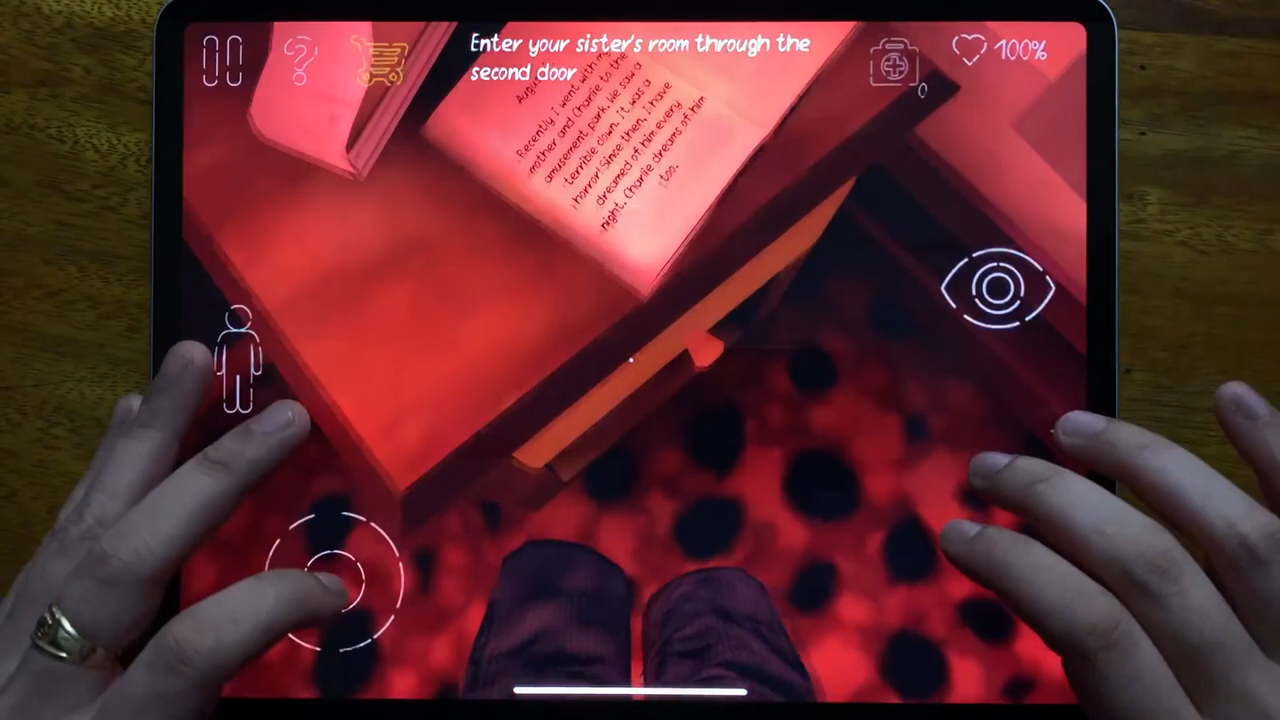 Enter your sister's room through the
second door
100%
0
August
Recently I went with my
mother and Charlie to the
amusement park. We saw a
terrible clown. It was a
horror! Since then, I have
dreamed of him every
night. Charlie dreams of him
too.